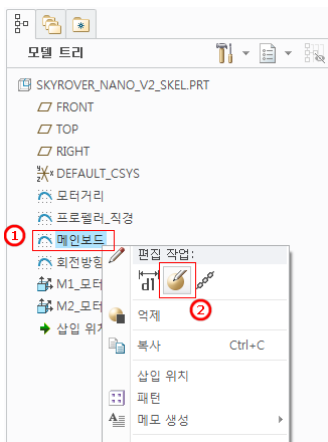 모델 트리
SKYROVER_NANO_V2_SKEL.PRT
FRONT
TOP
RIGHT
DEFAULT_CSYS
모터거리
프로펠러_직경
① 메인보드
회전방향
편집 작업:
d1
②
M1_모터
억제
M2_모터
복사 Ctrl+C
삽입 위치
삽입 위치
패턴
메모 생성